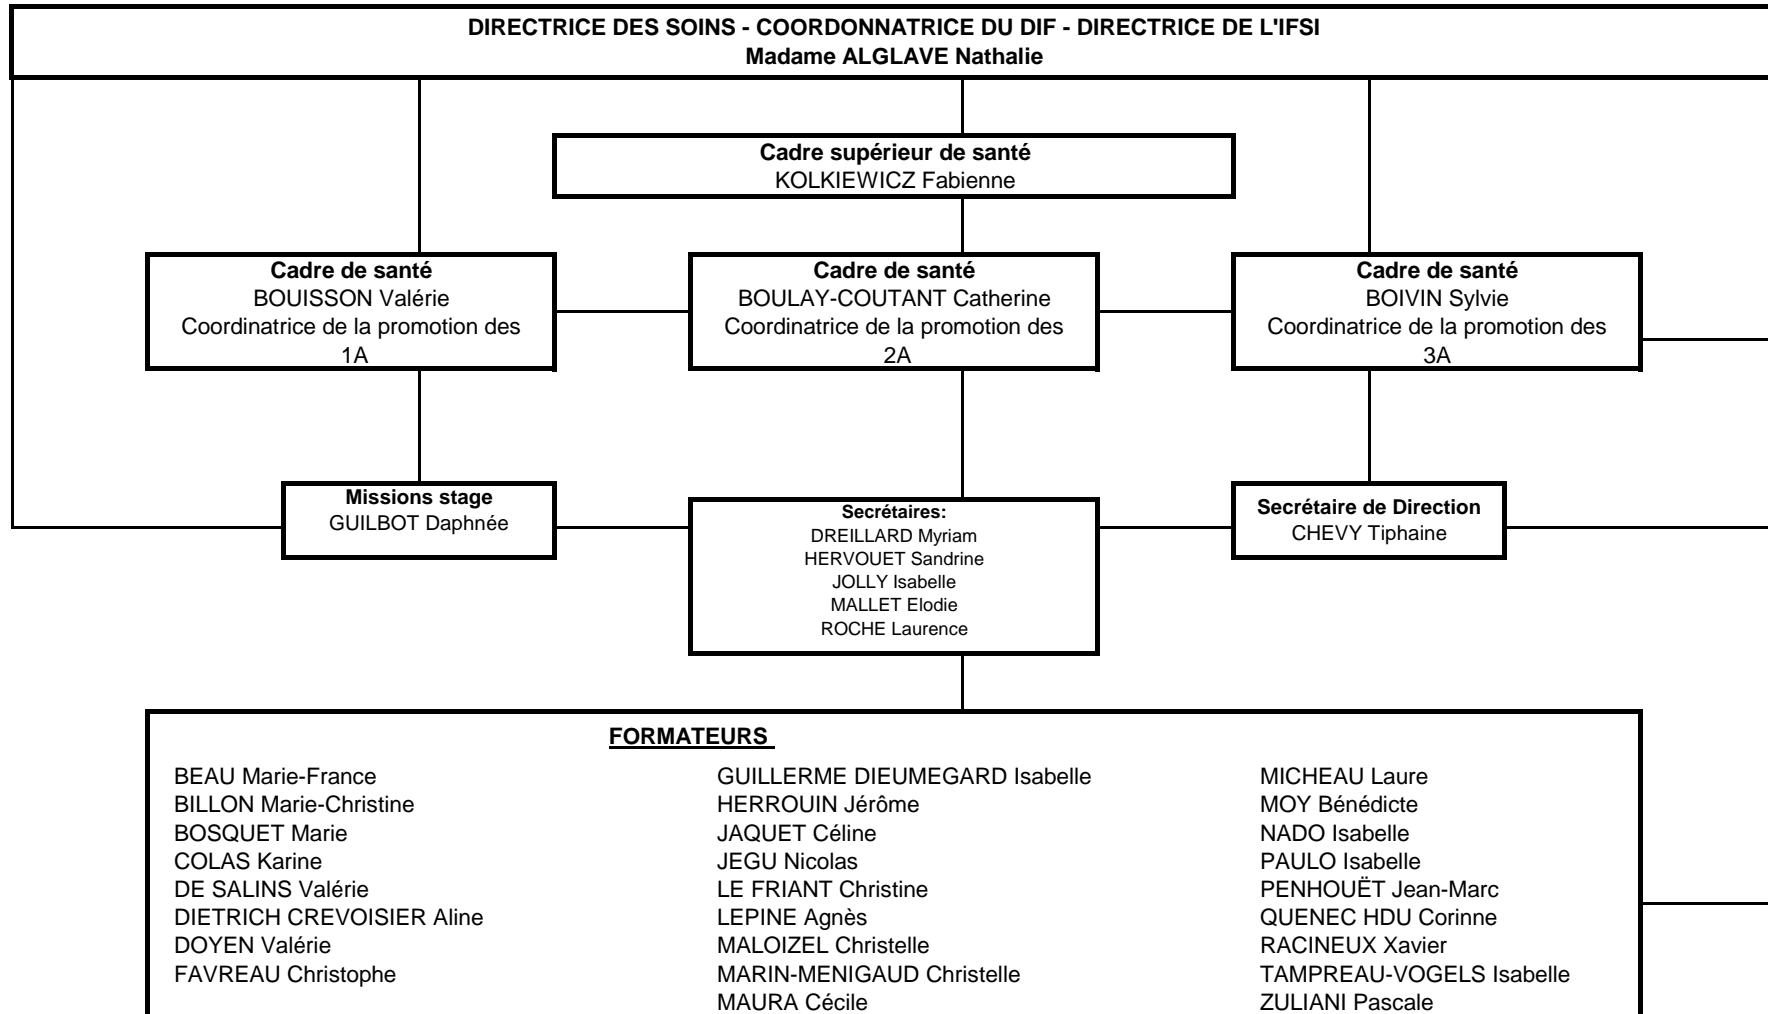 DIRECTRICE DES SOINS - COORDONNATRICE DU DIF - DIRECTRICE DE L'IFSI
Madame ALGLAVE Nathalie
Cadre supérieur de santé
KOLKIEWICZ Fabienne
Cadre de santé
BOUISSON Valérie
Coordinatrice de la promotion des
1A
Cadre de santé
BOULAY-COUTANT Catherine
Coordinatrice de la promotion des
2A
Cadre de santé
BOIVIN Sylvie
Coordinatrice de la promotion des
3A
Missions stage
GUILBOT Daphnée
Secrétaires:
DREILLARD Myriam
HERVOUET Sandrine
JOLLY Isabelle
MALLET Elodie
ROCHE Laurence
Secrétaire de Direction
CHEVY Tiphaine
FORMATEURS
BEAU Marie-France
BILLON Marie-Christine
BOSQUET Marie
COLAS Karine
DE SALINS Valérie
DIETRICH CREVOISIER Aline
DOYEN Valérie
FAVREAU Christophe
GUILLERME DIEUMEGARD Isabelle
HERROUIN Jérôme
JAQUET Céline
JEGU Nicolas
LE FRIANT Christine
LEPINE Agnès
MALOIZEL Christelle
MARIN-MENIGAUD Christelle
MAURA Cécile
MICHEAU Laure
MOY Bénédicte
NADO Isabelle
PAULO Isabelle
PENHOUËT Jean-Marc
QUENEC HDU Corinne
RACINEUX Xavier
TAMPREAU-VOGELS Isabelle
ZULIANI Pascale